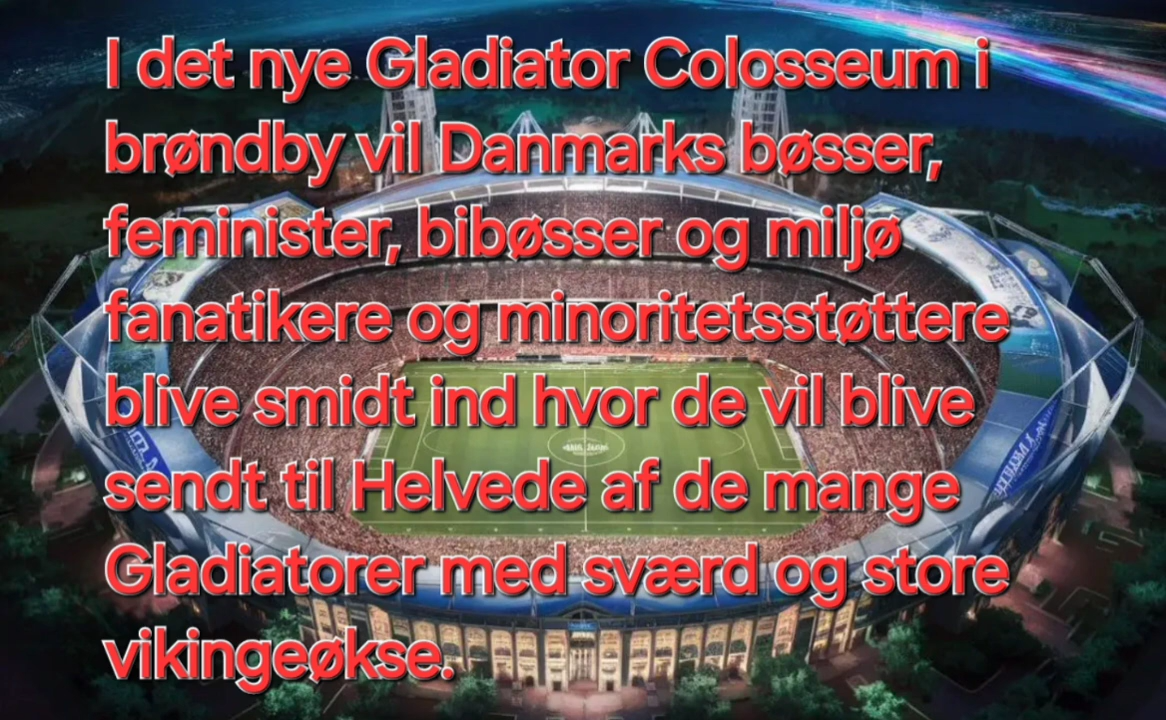 I det nye Gladiator Colosseum i
brøndby vil Danmarks bøsser,
feminister, bibøsser og miljø
fanatikere og minoritetsstøttere
blive smidt ind hvor de vil blive
sendt til Helvede af de mange
Gladiatorer med sværd og store
vikingeøkse.